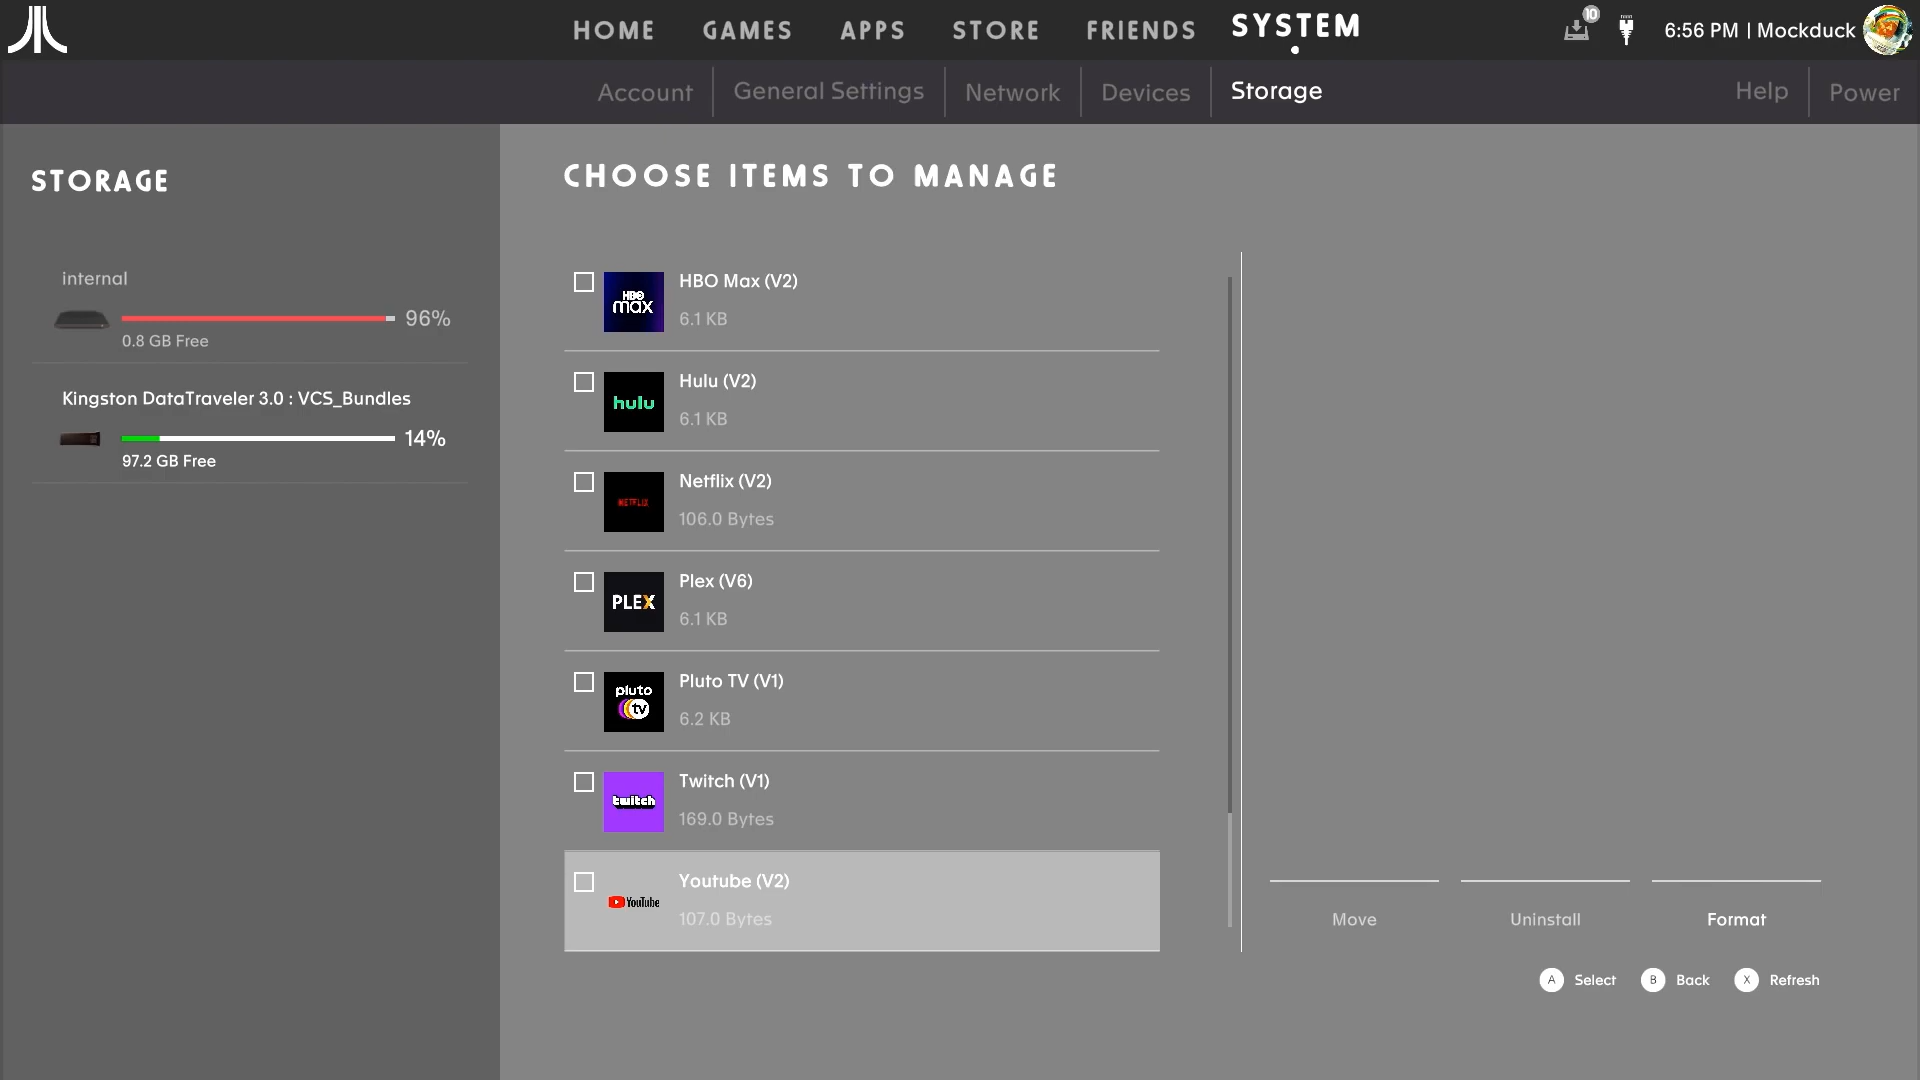 HOME GAMES APPS STORE FRIENDS SYSTEM 10 6:56 PM | Mockduck
Account General Settings Network Devices Storage Help Power
STORAGE
CHOOSE ITEMS TO MANAGE
internal
96%
0.8 GB Free
Kingston DataTraveler 3.0 : VCS_Bundles
14%
97.2 GB Free
HBO max
HBO Max (V2)
6.1 KB
hulu
Hulu (V2)
6.1 KB
NETFLIX
Netflix (V2)
106.0 Bytes
PLEX
Plex (V6)
6.1 KB
pluto tv
Pluto TV (V1)
6.2 KB
twitch
Twitch (V1)
169.0 Bytes
YouTube
Youtube (V2)
107.0 Bytes
Move Uninstall Format
A Select B Back X Refresh